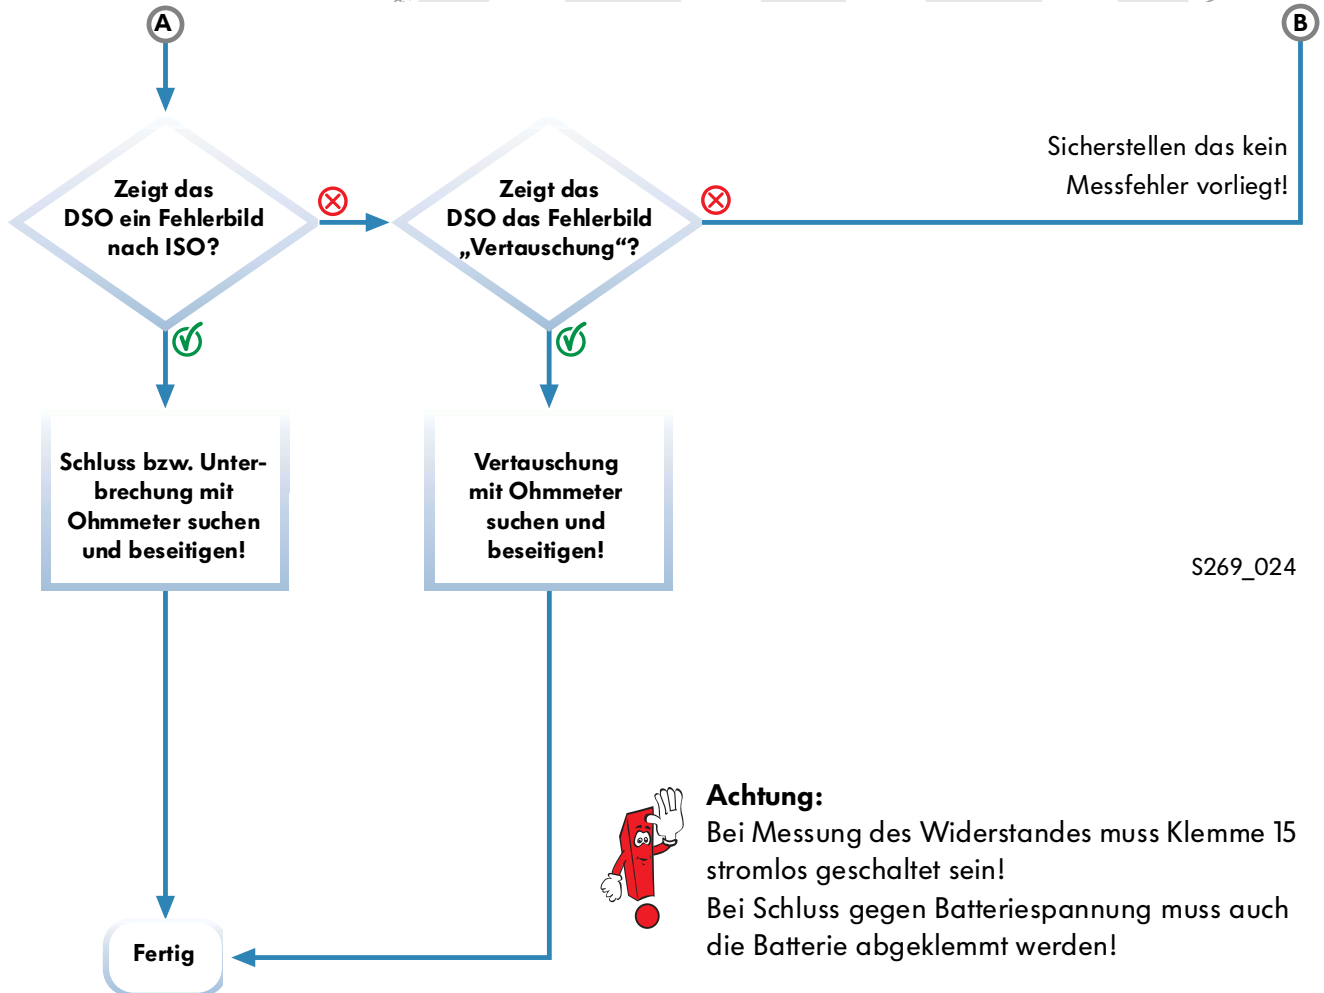 A
B
Sicherstellen das kein
Messfehler vorliegt!
Zeigt das
DSO ein Fehlerbild
nach ISO?
Zeigt das
DSO das Fehlerbild
„Vertauschung“?
Schluss bzw. Unter-
brechung mit
Ohmmeter suchen
und beseitigen!
Vertauschung
mit Ohmmeter
suchen und
beseitigen!
S269_024
Achtung:
Bei Messung des Widerstandes muss Klemme 15
stromlos geschaltet sein!
Bei Schluss gegen Batteriespannung muss auch
die Batterie abgeklemmt werden!
Fertig